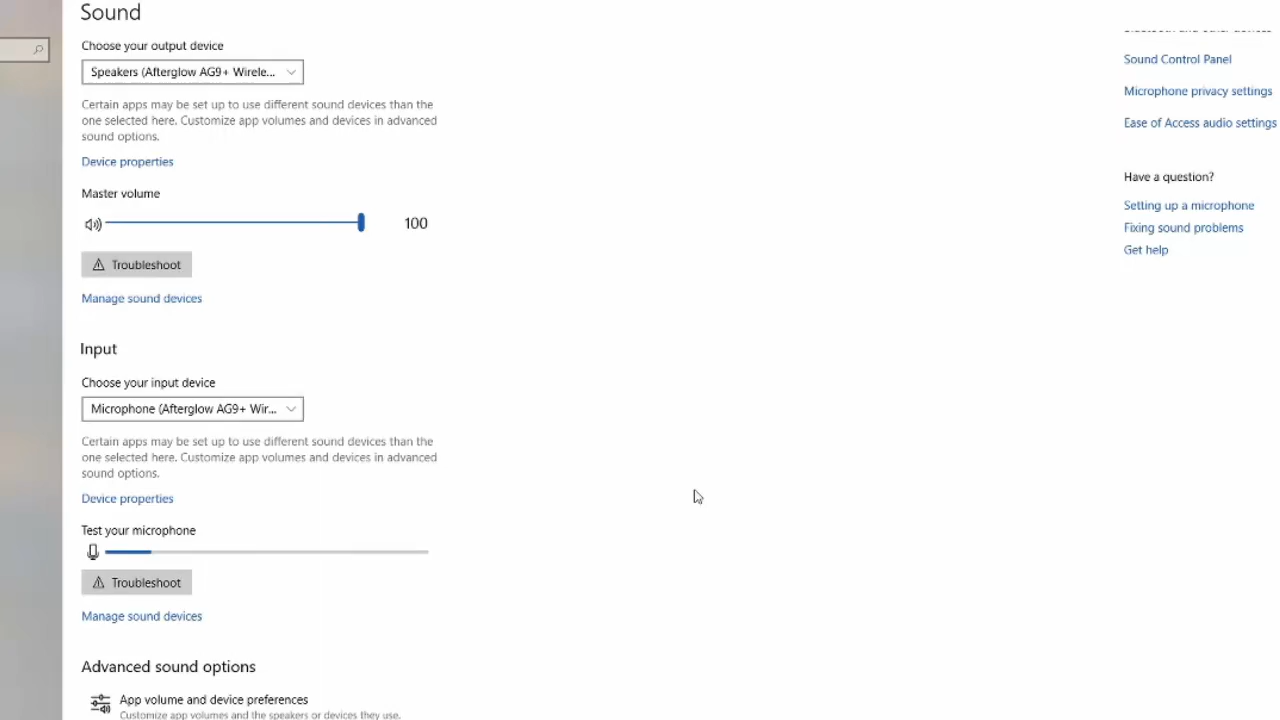 Sound
Choose your output device
Speakers (Afterglow AG9+ Wirele...
Certain apps may be set up to use different sound devices than the
one selected here. Customize app volumes and devices in advanced
sound options.
Device properties
Master volume
100
Troubleshoot
Manage sound devices
Input
Choose your input device
Microphone (Afterglow AG9+ Wir...
Certain apps may be set up to use different sound devices than the
one selected here. Customize app volumes and devices in advanced
sound options.
Device properties
Test your microphone
Troubleshoot
Manage sound devices
Advanced sound options
App volume and device preferences
Customize app volumes and the speakers or devices they use.
Sound Control Panel
Microphone privacy settings
Ease of Access audio settings
Have a question?
Setting up a microphone
Fixing sound problems
Get help